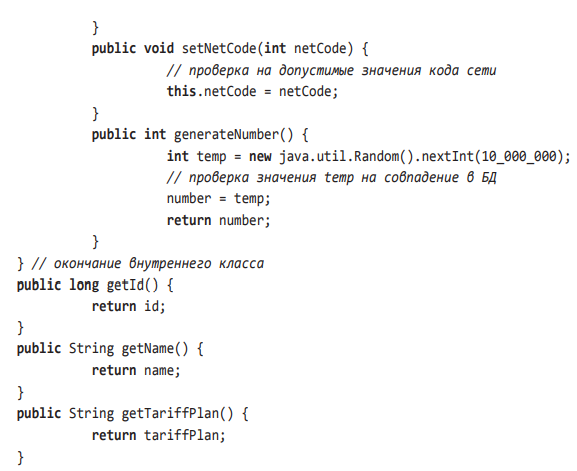 }
public void setNetCode(int netCode) {
// проверка на допустимые значения кода сети
this.netCode = netCode;
}
public int generateNumber() {
int temp = new java.util.Random().nextInt(10_000_000);
// проверка значения temp на совпадение в БД
number = temp;
return number;
}
} // окончание внутреннего класса
public long getId() {
return id;
}
public String getName() {
return name;
}
public String getTariffPlan() {
return tariffPlan;
}